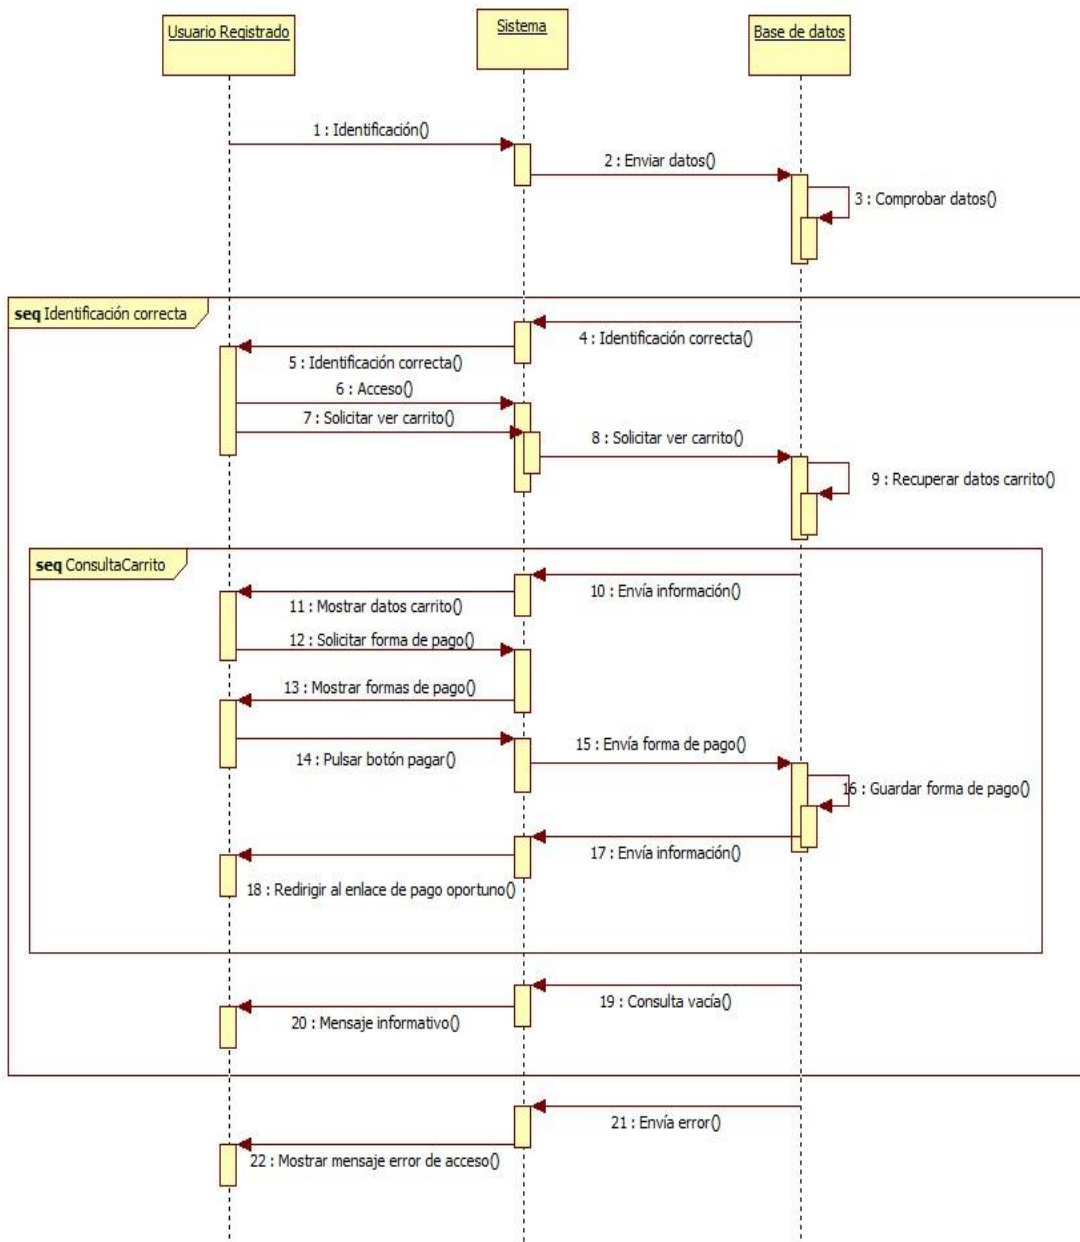 Usuario Registrado
Sistema
Base de datos
1 : Identificación()
2 : Enviar datos()
3 : Comprobar datos()
seq Identificación correcta
4 : Identificación correcta()
5 : Identificación correcta()
6 : Acceso()
7 : Solicitar ver carrito()
8 : Solicitar ver carrito()
9 : Recuperar datos carrito()
seq ConsultaCarrito
10 : Envía información()
11 : Mostrar datos carrito()
12 : Solicitar forma de pago()
13 : Mostrar formas de pago()
14 : Pulsar botón pagar()
15 : Envía forma de pago()
16 : Guardar forma de pago()
17 : Envía información()
18 : Redirigir al enlace de pago oportuno()
19 : Consulta vacía()
20 : Mensaje informativo()
21 : Envía error()
22 : Mostrar mensaje error de acceso()